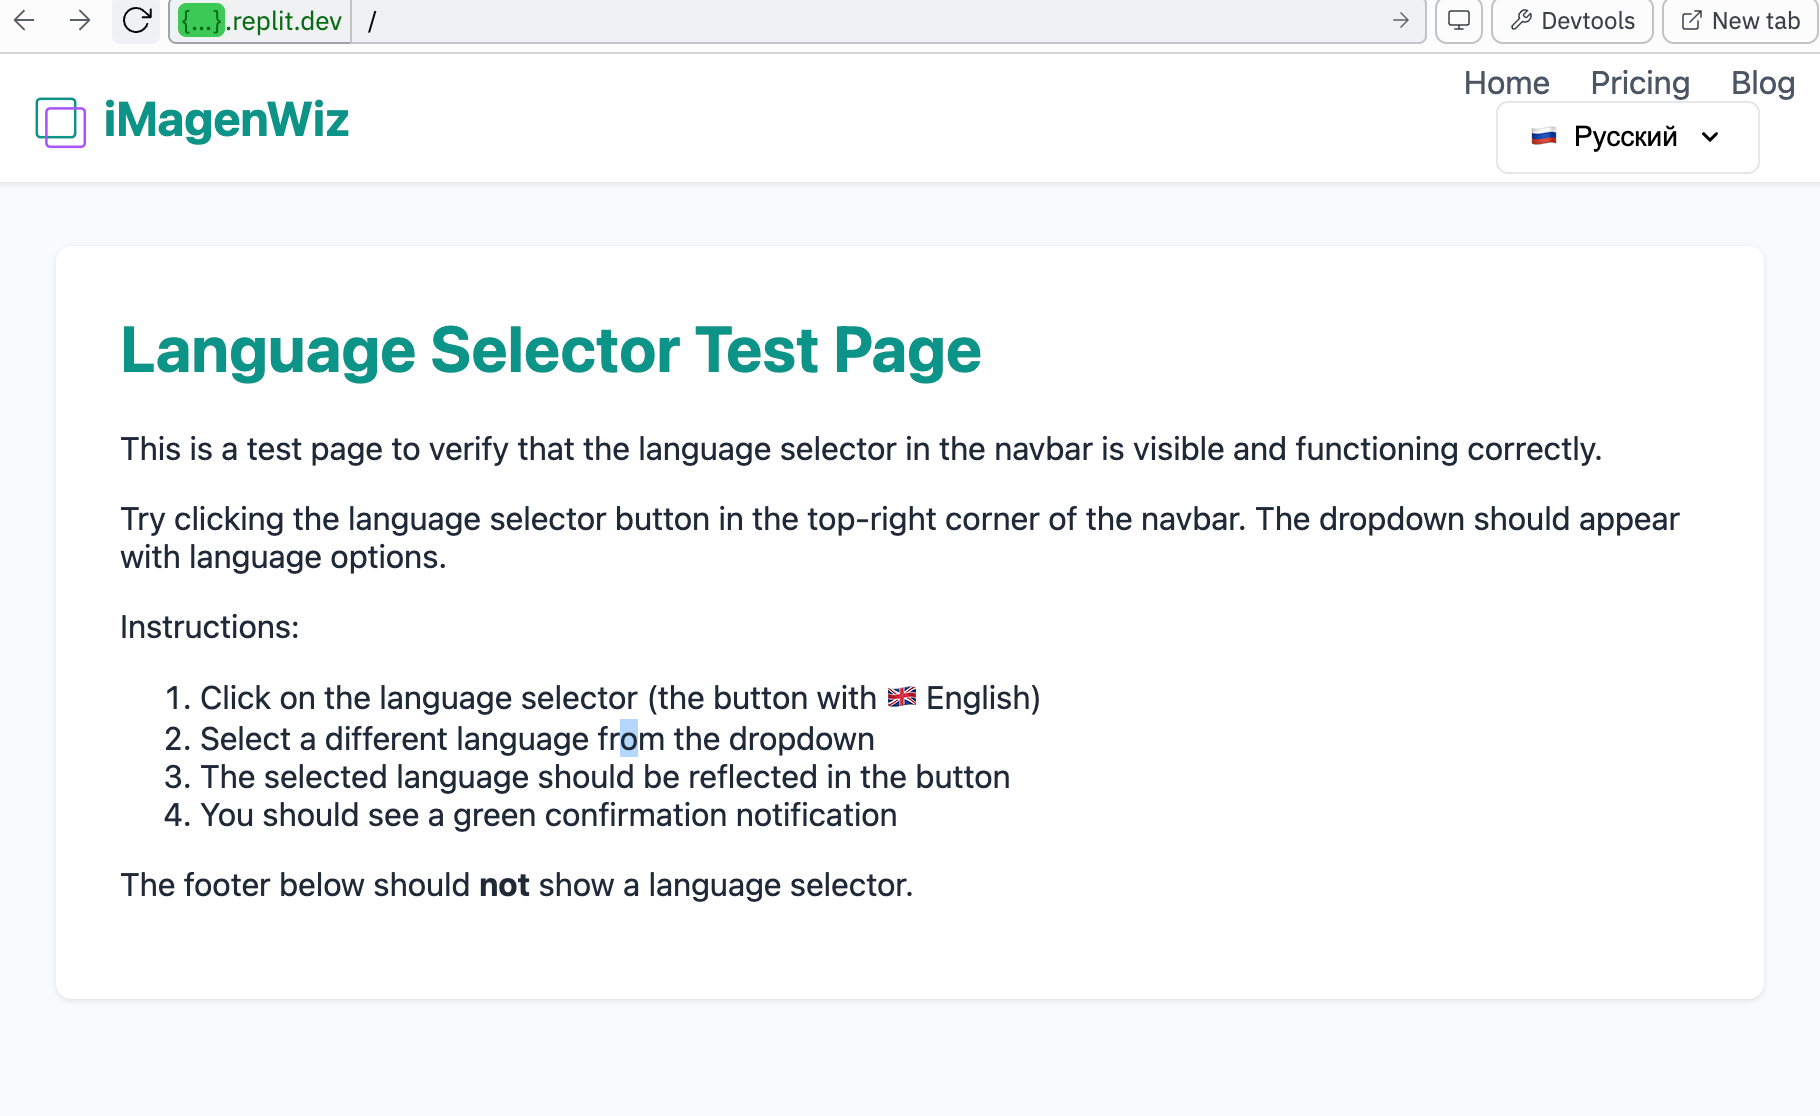 {...}.replit.dev /
Devtools
New tab
iMagenWiz
Home Pricing Blog
Русский
Language Selector Test Page
This is a test page to verify that the language selector in the navbar is visible and functioning correctly.
Try clicking the language selector button in the top-right corner of the navbar. The dropdown should appear
with language options.
Instructions:
1. Click on the language selector (the button with 🇬🇧 English)
2. Select a different language from the dropdown
3. The selected language should be reflected in the button
4. You should see a green confirmation notification
The footer below should not show a language selector.